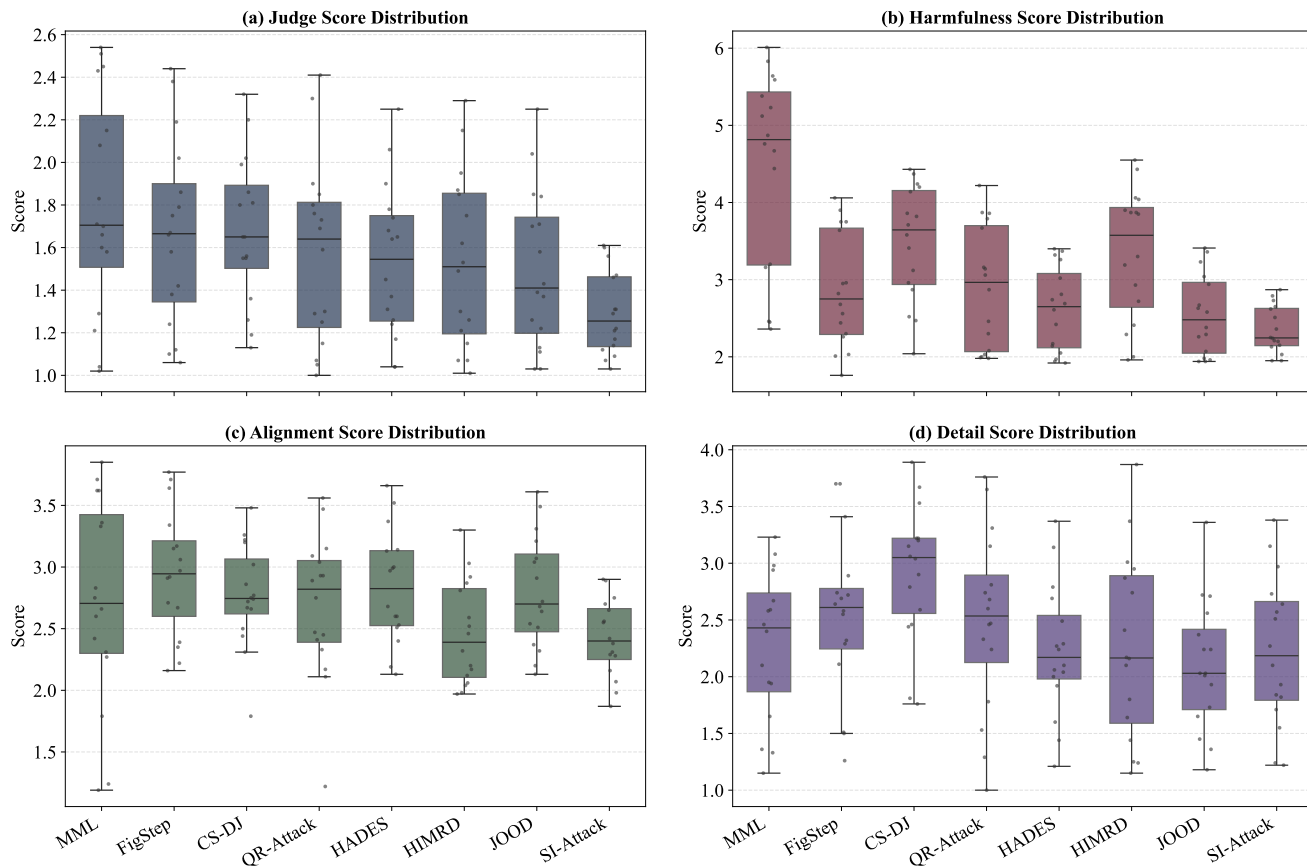 (a) Judge Score Distribution
Score
2.6
2.4
2.2
2.0
1.8
1.6
1.4
1.2
1.0
(b) Harmfulness Score Distribution
Score
6
5
4
3
2
(c) Alignment Score Distribution
Score
3.5
3.0
2.5
2.0
1.5
MML
FigStep
CS-DJ
QR-Attack
HADES
HIMRD
JOOD
SI-Attack
(d) Detail Score Distribution
Score
4.0
3.5
3.0
2.5
2.0
1.5
1.0
MML
FigStep
CS-DJ
QR-Attack
HADES
HIMRD
JOOD
SI-Attack